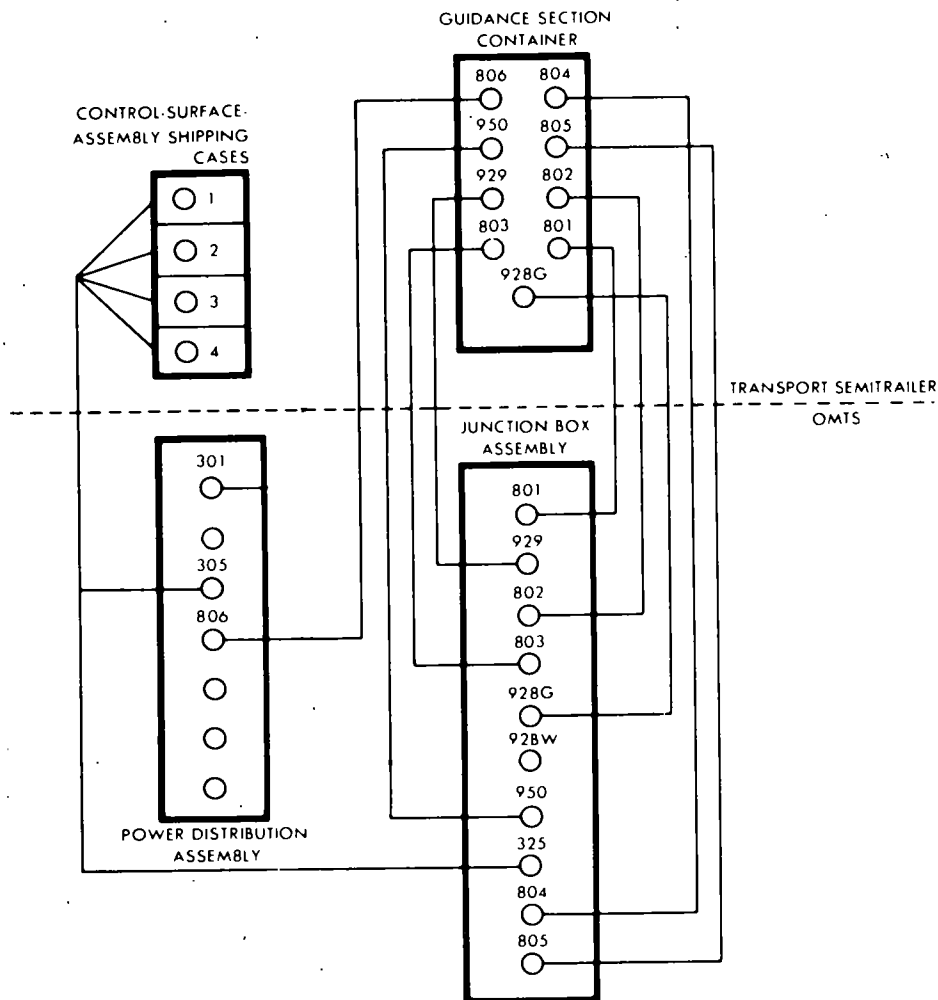 GUIDANCE SECTION
CONTAINER
806 804
950 805
929 802
803 801
928G
CONTROL-SURFACE-
ASSEMBLY SHIPPING
CASES
1
2
3
4
TRANSPORT SEMITRAILER
OMTS
301
305
806
POWER DISTRIBUTION
ASSEMBLY
JUNCTION BOX
ASSEMBLY
801
929
802
803
928G
928W
950
325
804
805